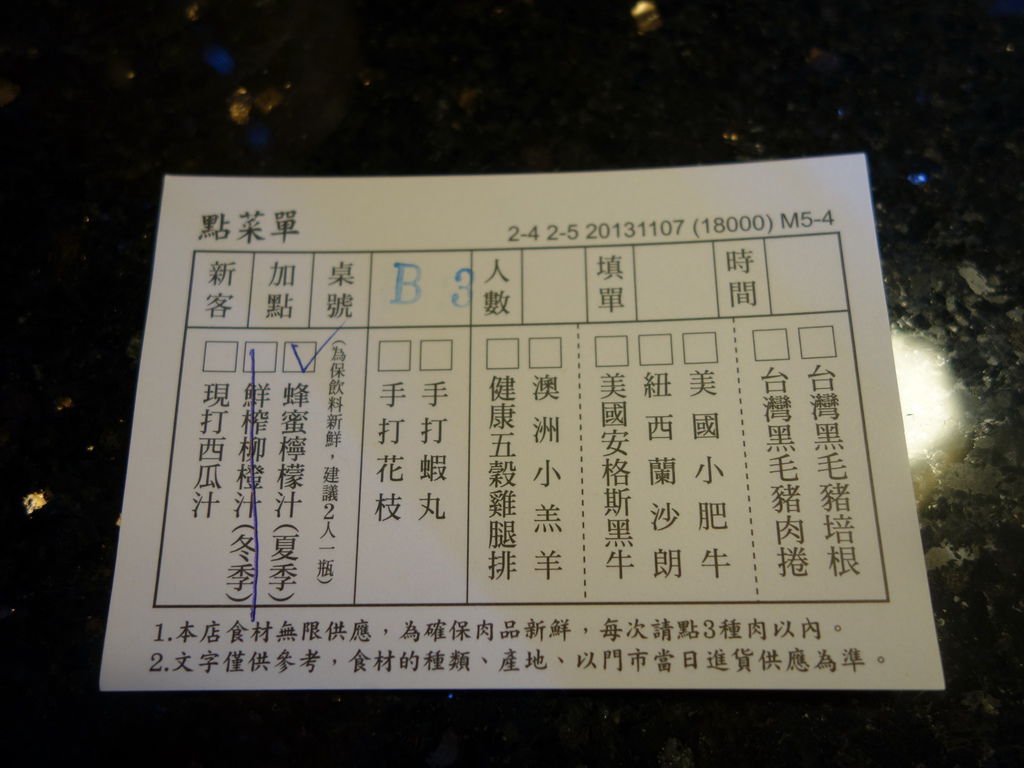 點菜單
2-4 2-5 20131107 (18000) M5-4
新客
加點
桌號
B 3
人數
填單
時間
台灣黑毛豬培根
台灣黑毛豬肉捲
美國小肥牛
紐西蘭沙朗
美國安格斯黑牛
澳洲小羔羊
健康五穀雞腿排
手打蝦丸
手打花枝
(為保飲料新鮮，建議2人一瓶)
蜂蜜檸檬汁(夏季)
鮮榨柳橙汁(冬季)
現打西瓜汁
1.本店食材無限供應，為確保肉品新鮮，每次請點3種肉以內。
2.文字僅供參考，食材的種類、產地、以門市當日進貨供應為準。